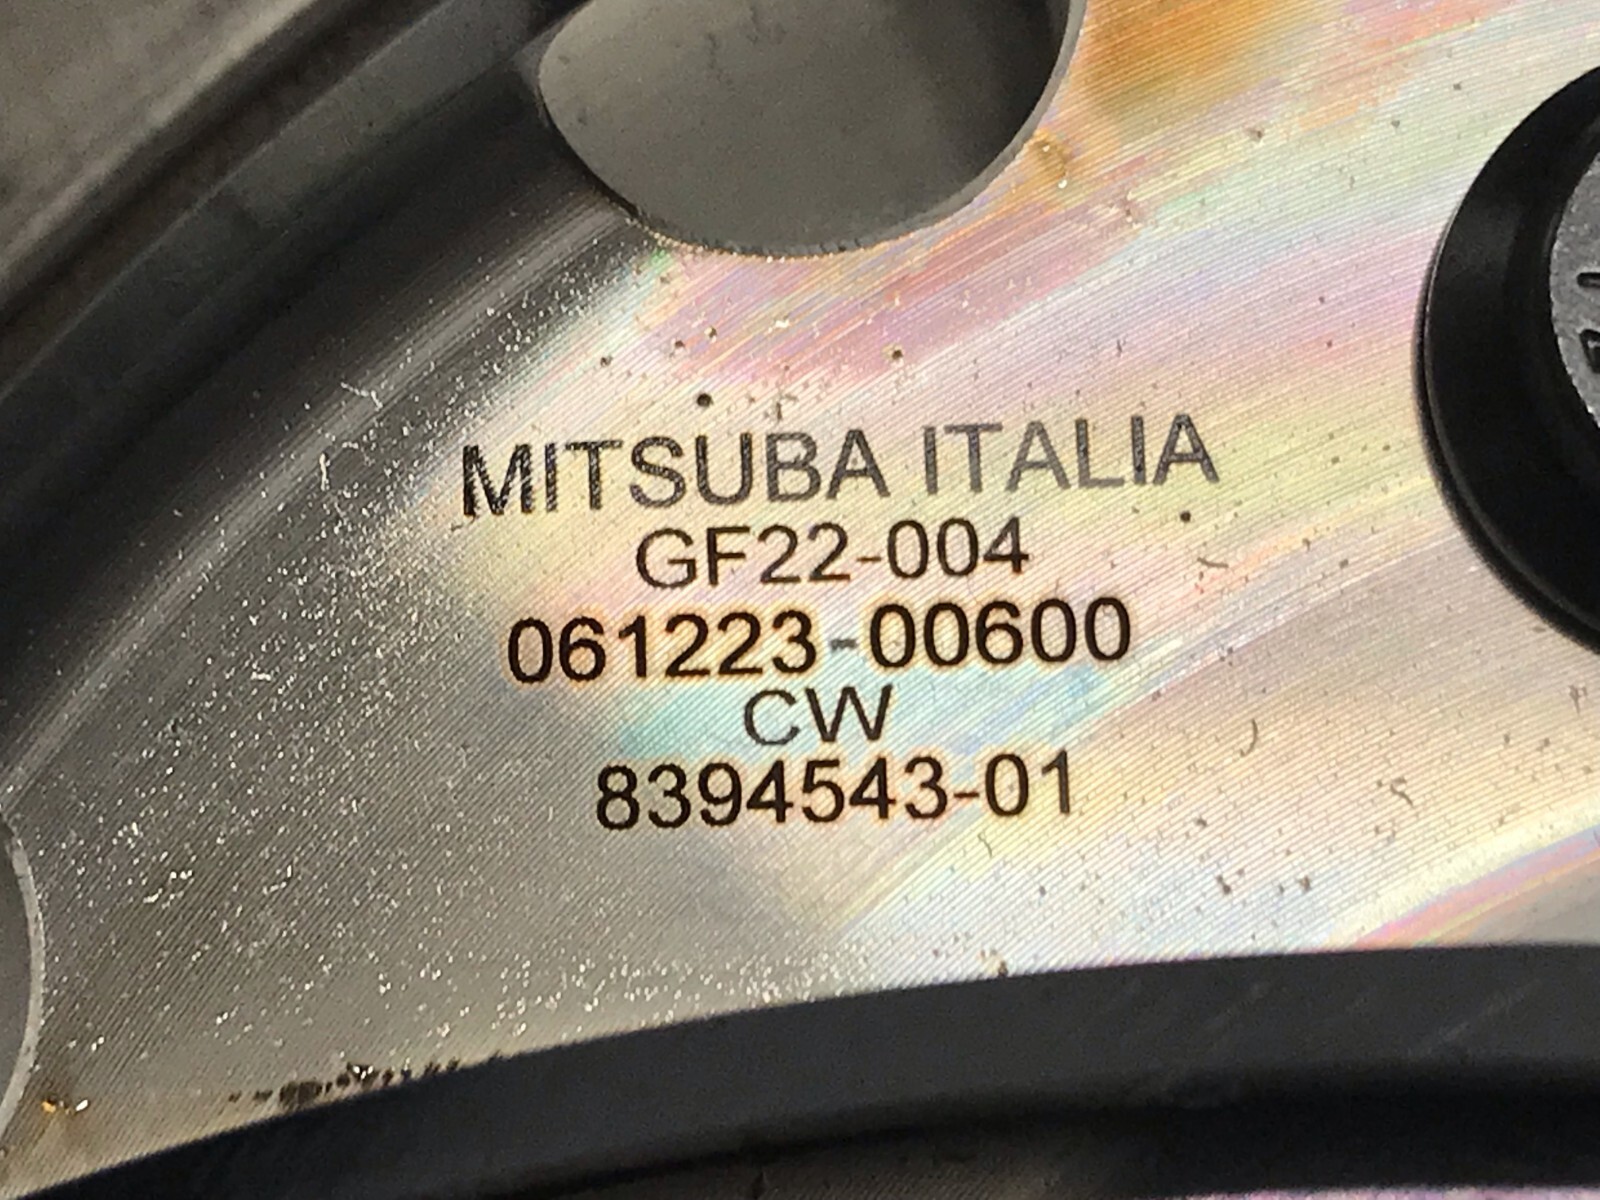 MITSUBA ITALIA
GF22-004
061223-00600
CW
8394543-01